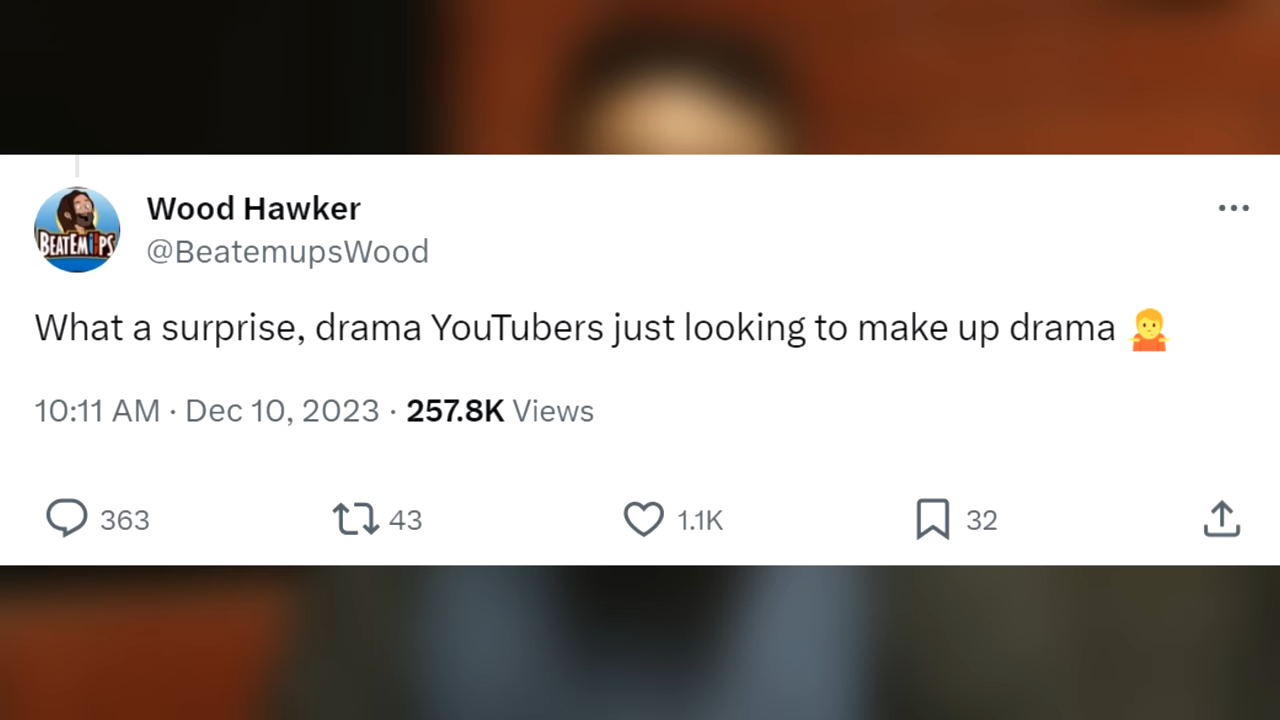 BEATEMUPS
Wood Hawker
@BeatemupsWood
What a surprise, drama YouTubers just looking to make up drama 🤷
10:11 AM · Dec 10, 2023 · 257.8K Views
363 43 1.1K 32